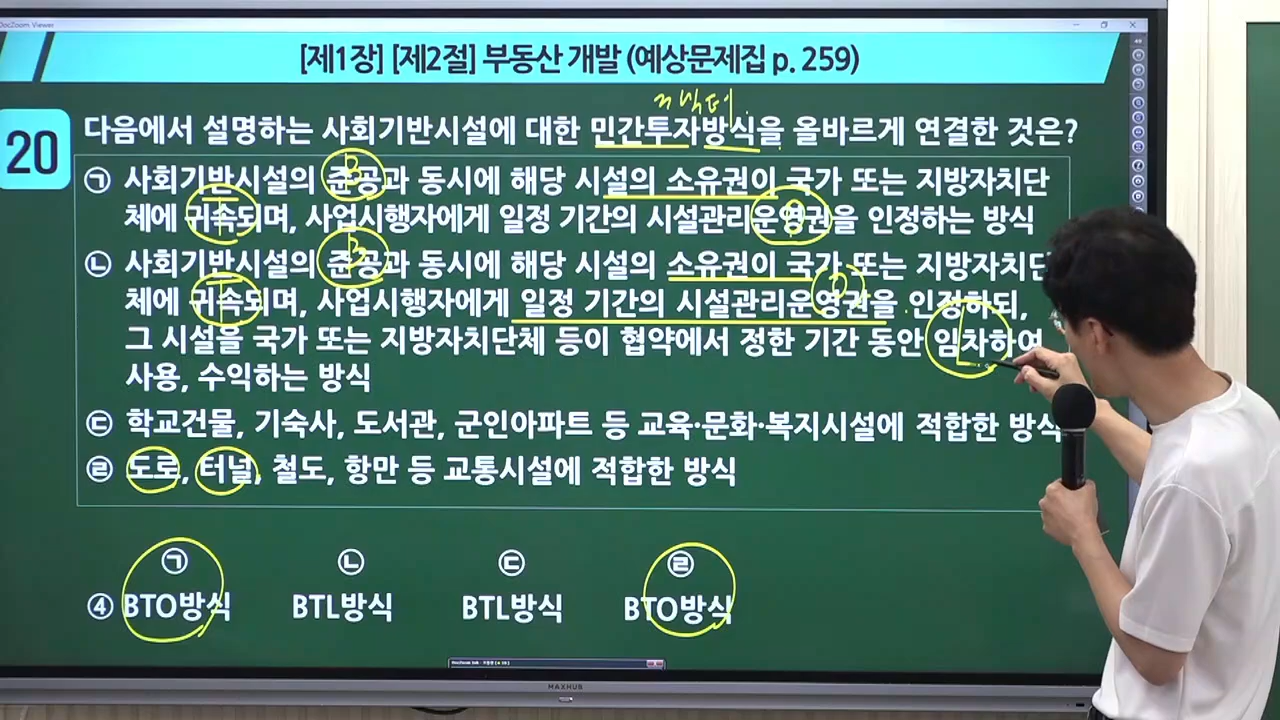 DocZoom Viewer
[제1장] [제2절] 부동산 개발 (예상문제집 p. 259)
20
다음에서 설명하는 사회기반시설에 대한 민간투자방식을 올바르게 연결한 것은?
㉠ 사회기반시설의 준공과 동시에 해당 시설의 소유권이 국가 또는 지방자치단
체에 귀속되며, 사업시행자에게 일정 기간의 시설관리운영권을 인정하는 방식
㉡ 사회기반시설의 준공과 동시에 해당 시설의 소유권이 국가 또는 지방자치단
체에 귀속되며, 사업시행자에게 일정 기간의 시설관리운영권을 인정하되,
그 시설을 국가 또는 지방자치단체 등이 협약에서 정한 기간 동안 임차하여
사용, 수익하는 방식
㉢ 학교건물, 기숙사, 도서관, 군인아파트 등 교육·문화·복지시설에 적합한 방식
㉣ 도로, 터널, 철도, 항만 등 교통시설에 적합한 방식
㉠ ㉡ ㉢ ㉣
④ BTO방식 BTL방식 BTL방식 BTO방식
MAXHUB